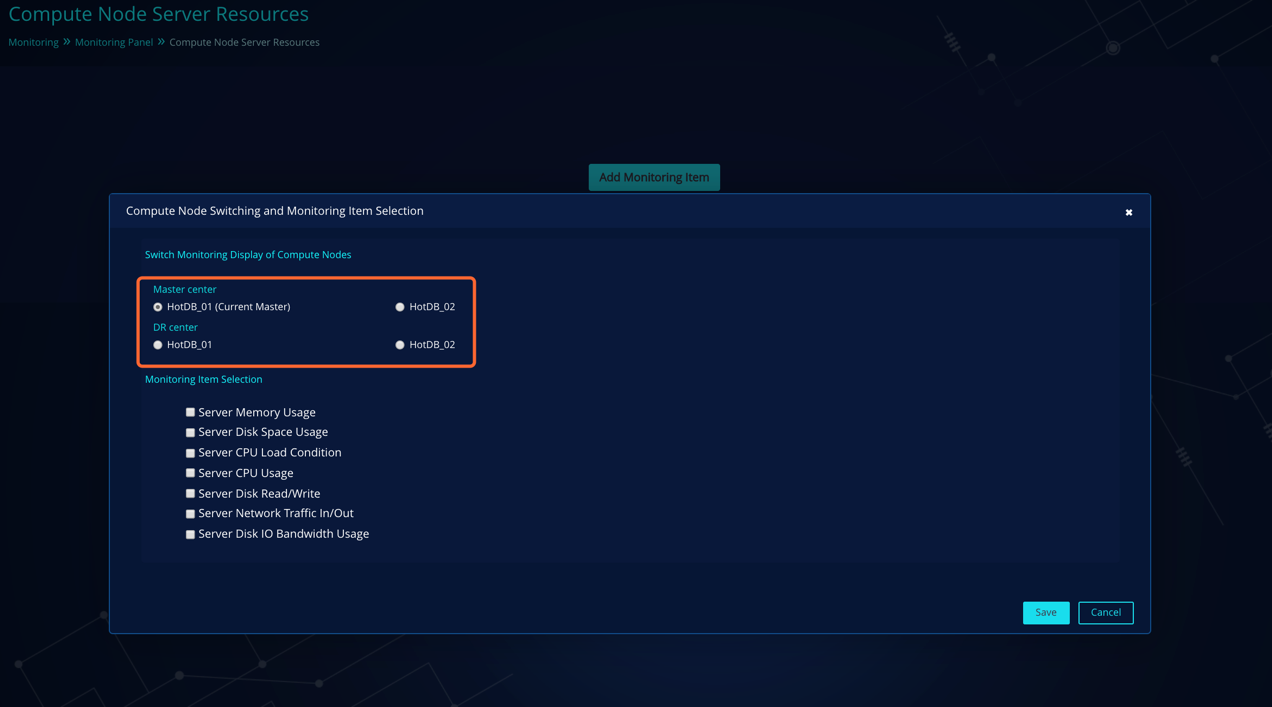 Compute Node Server Resources
Monitoring » Monitoring Panel » Compute Node Server Resources
Add Monitoring Item
Compute Node Switching and Monitoring Item Selection
Switch Monitoring Display of Compute Nodes
Master center
HotDB_01 (Current Master) HotDB_02
DR center
HotDB_01 HotDB_02
Monitoring Item Selection
Server Memory Usage
Server Disk Space Usage
Server CPU Load Condition
Server CPU Usage
Server Disk Read/Write
Server Network Traffic In/Out
Server Disk IO Bandwidth Usage
Save Cancel